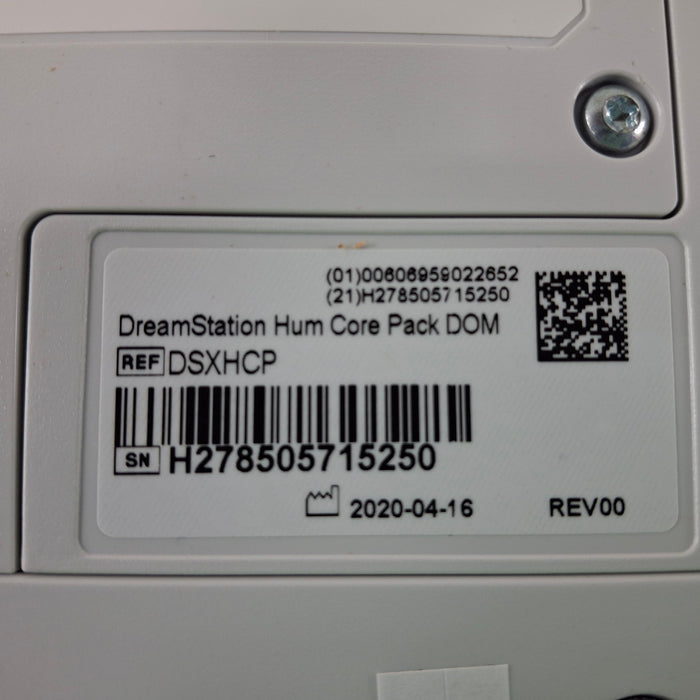 (01)00606959022652
(21)H278505715250
DreamStation Hum Core Pack DOM
REF DSXHCP
SN H278505715250
2020-04-16 REV00